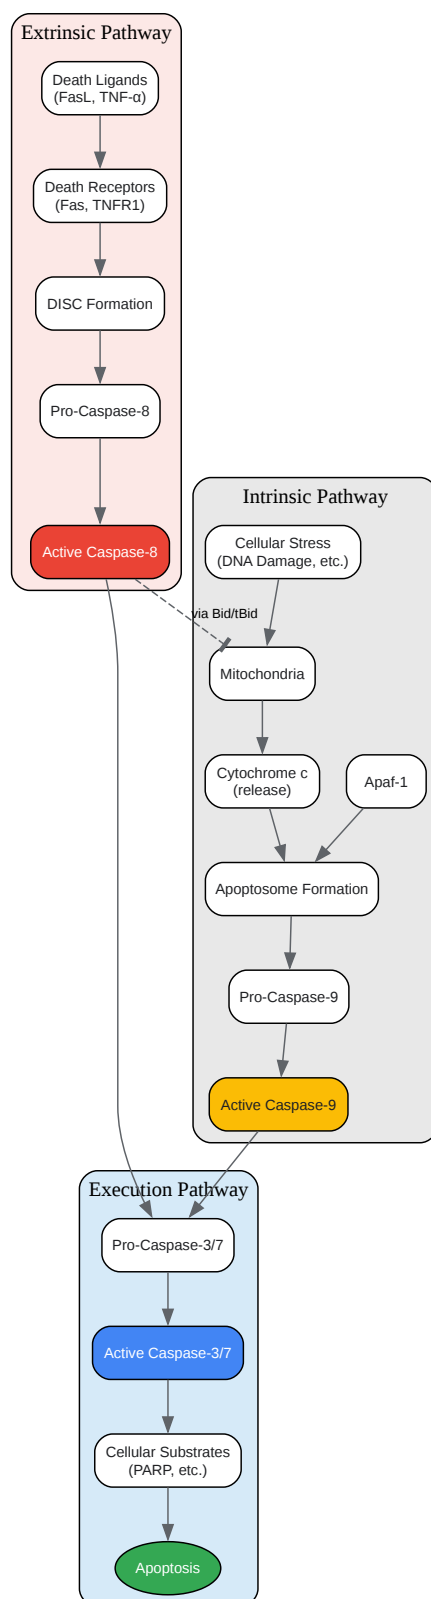 Extrinsic Pathway
Death Ligands
(FasL, TNF-α)
Death Receptors
(Fas, TNFR1)
DISC Formation
Pro-Caspase-8
Active Caspase-8
via Bid/tBid
Intrinsic Pathway
Cellular Stress
(DNA Damage, etc.)
Mitochondria
Cytochrome c
(release)
Apaf-1
Apoptosome Formation
Pro-Caspase-9
Active Caspase-9
Execution Pathway
Pro-Caspase-3/7
Active Caspase-3/7
Cellular Substrates
(PARP, etc.)
Apoptosis